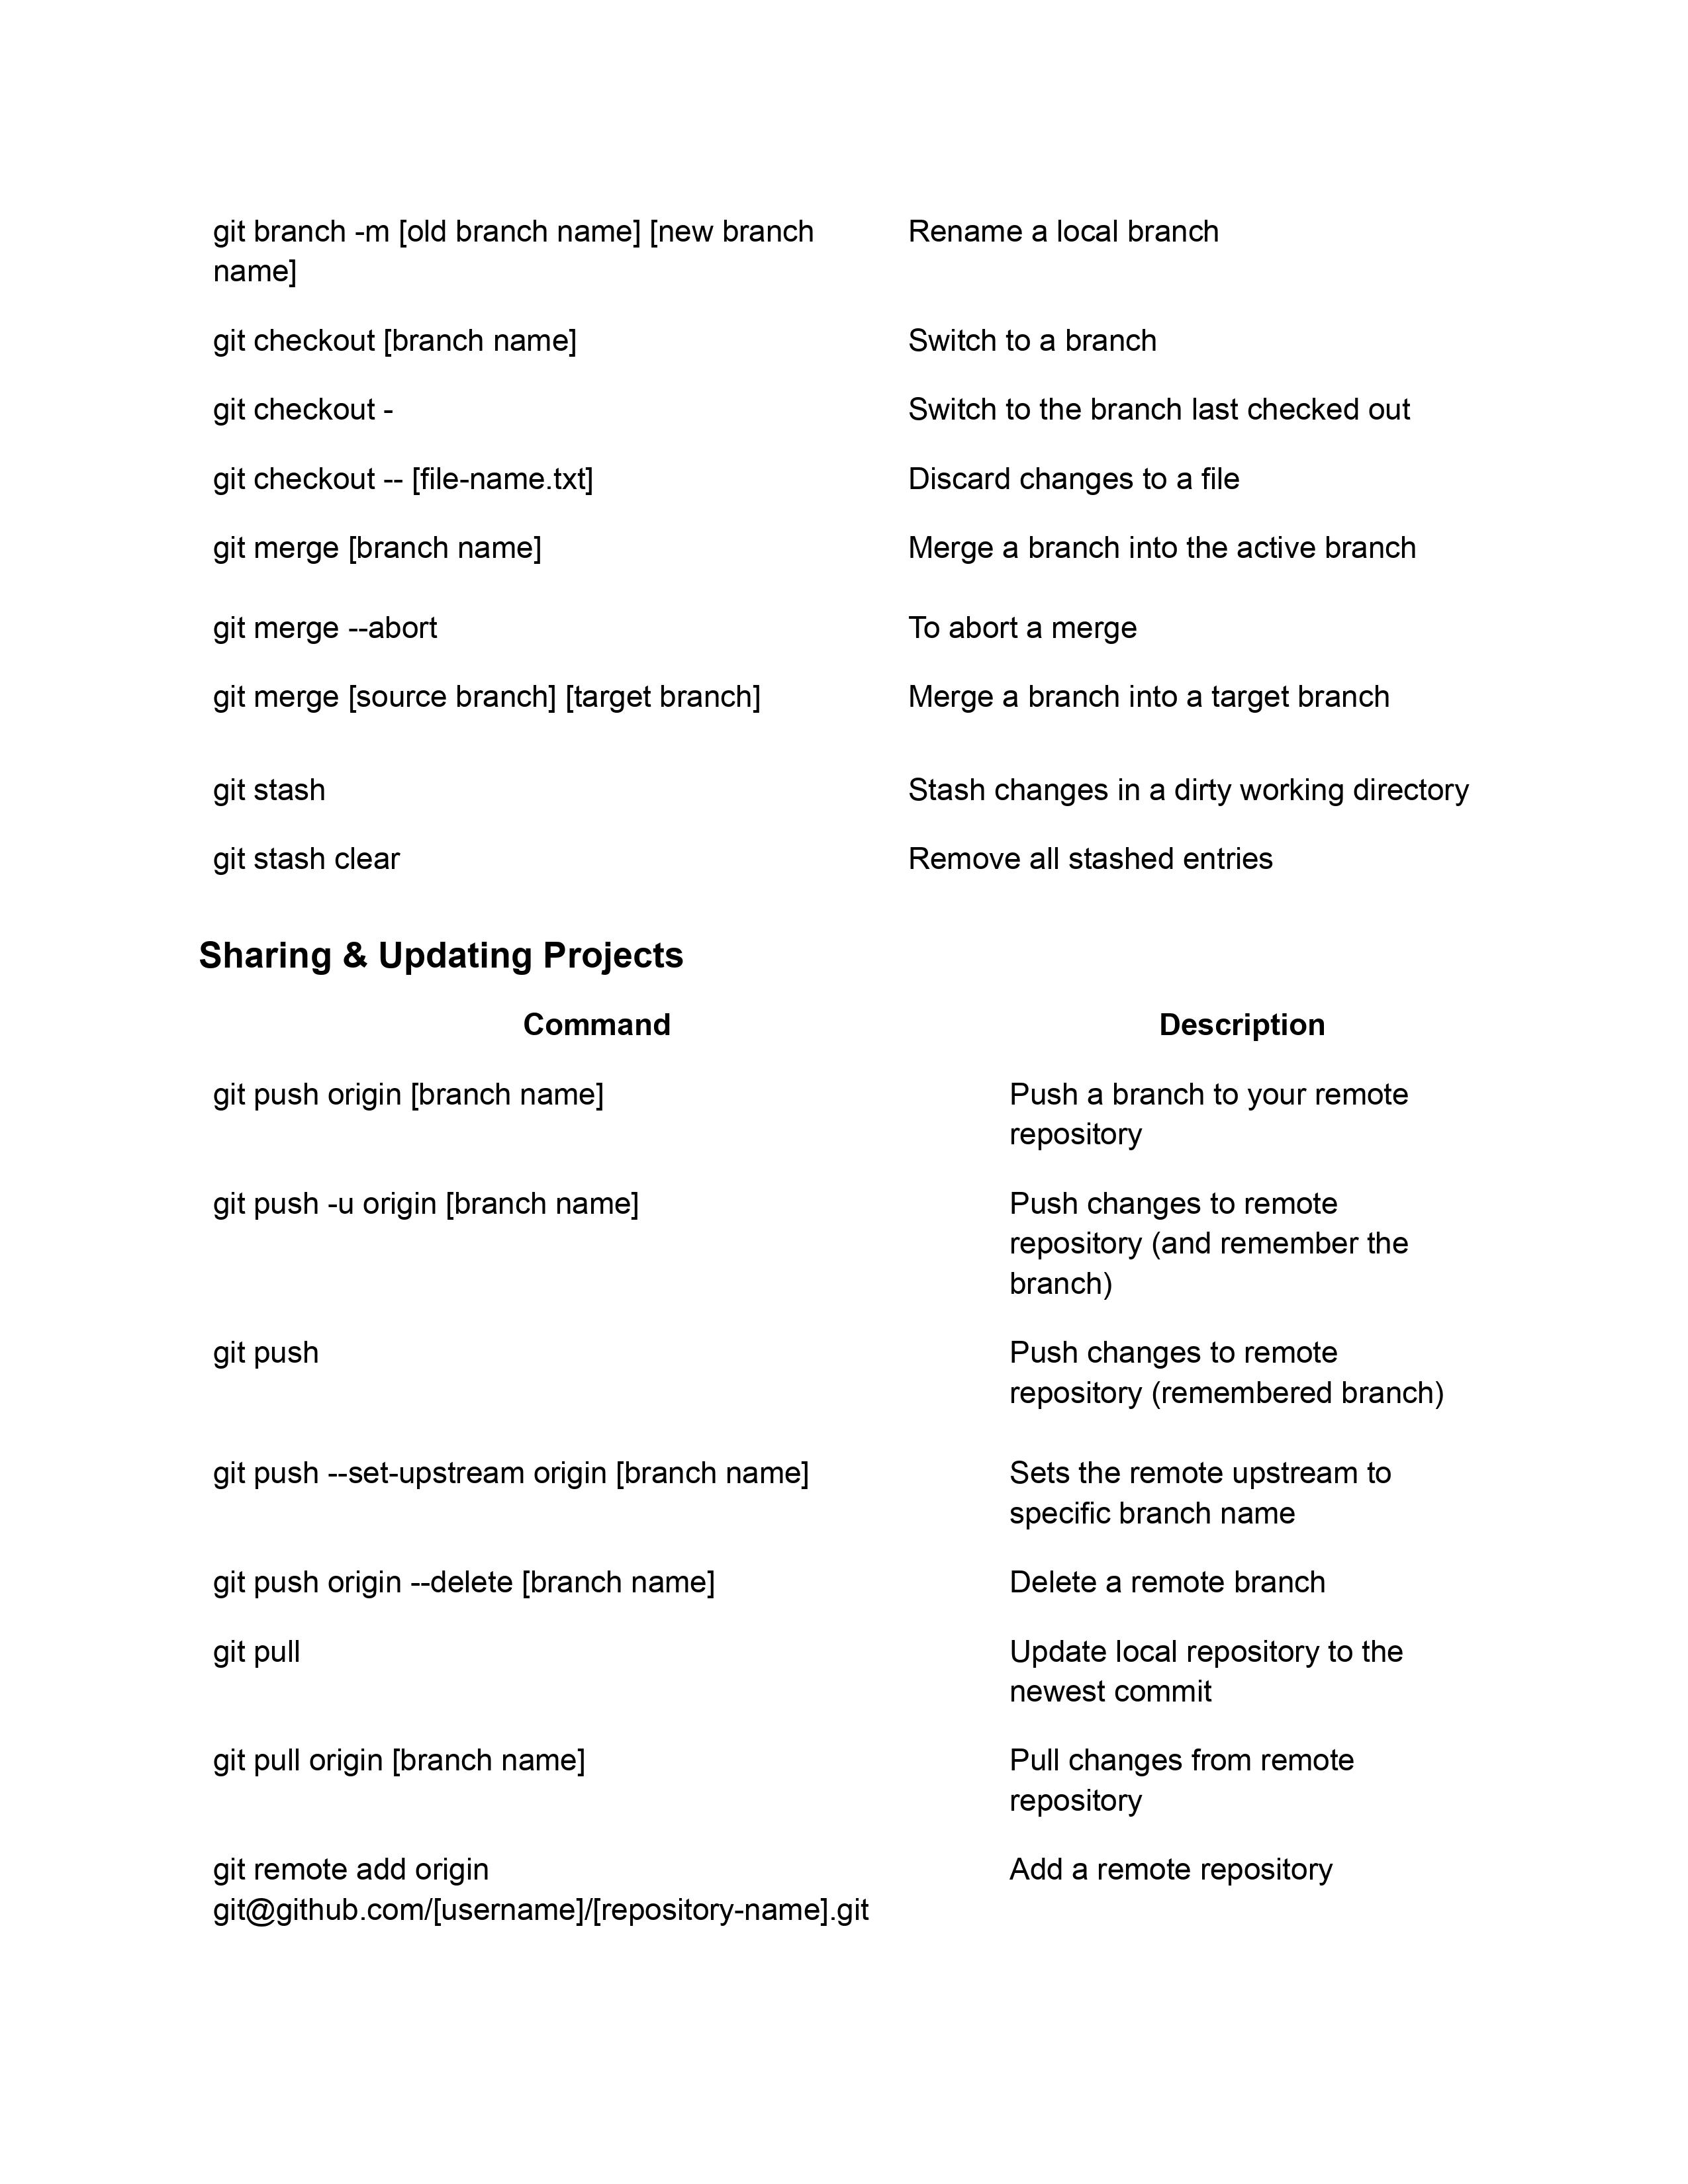 git branch -m [old branch name] [new branch
name]
Rename a local branch
git checkout [branch name]
Switch to a branch
git checkout -
Switch to the branch last checked out
git checkout -- [file-name.txt]
Discard changes to a file
git merge [branch name]
Merge a branch into the active branch
git merge --abort
To abort a merge
git merge [source branch] [target branch]
Merge a branch into a target branch
git stash
Stash changes in a dirty working directory
git stash clear
Remove all stashed entries
Sharing & Updating Projects
Command
Description
git push origin [branch name]
Push a branch to your remote
repository
git push -u origin [branch name]
Push changes to remote
repository (and remember the
branch)
git push
Push changes to remote
repository (remembered branch)
git push --set-upstream origin [branch name]
Sets the remote upstream to
specific branch name
git push origin --delete [branch name]
Delete a remote branch
git pull
Update local repository to the
newest commit
git pull origin [branch name]
Pull changes from remote
repository
git remote add origin
git@github.com/[username]/[repository-name].git
Add a remote repository